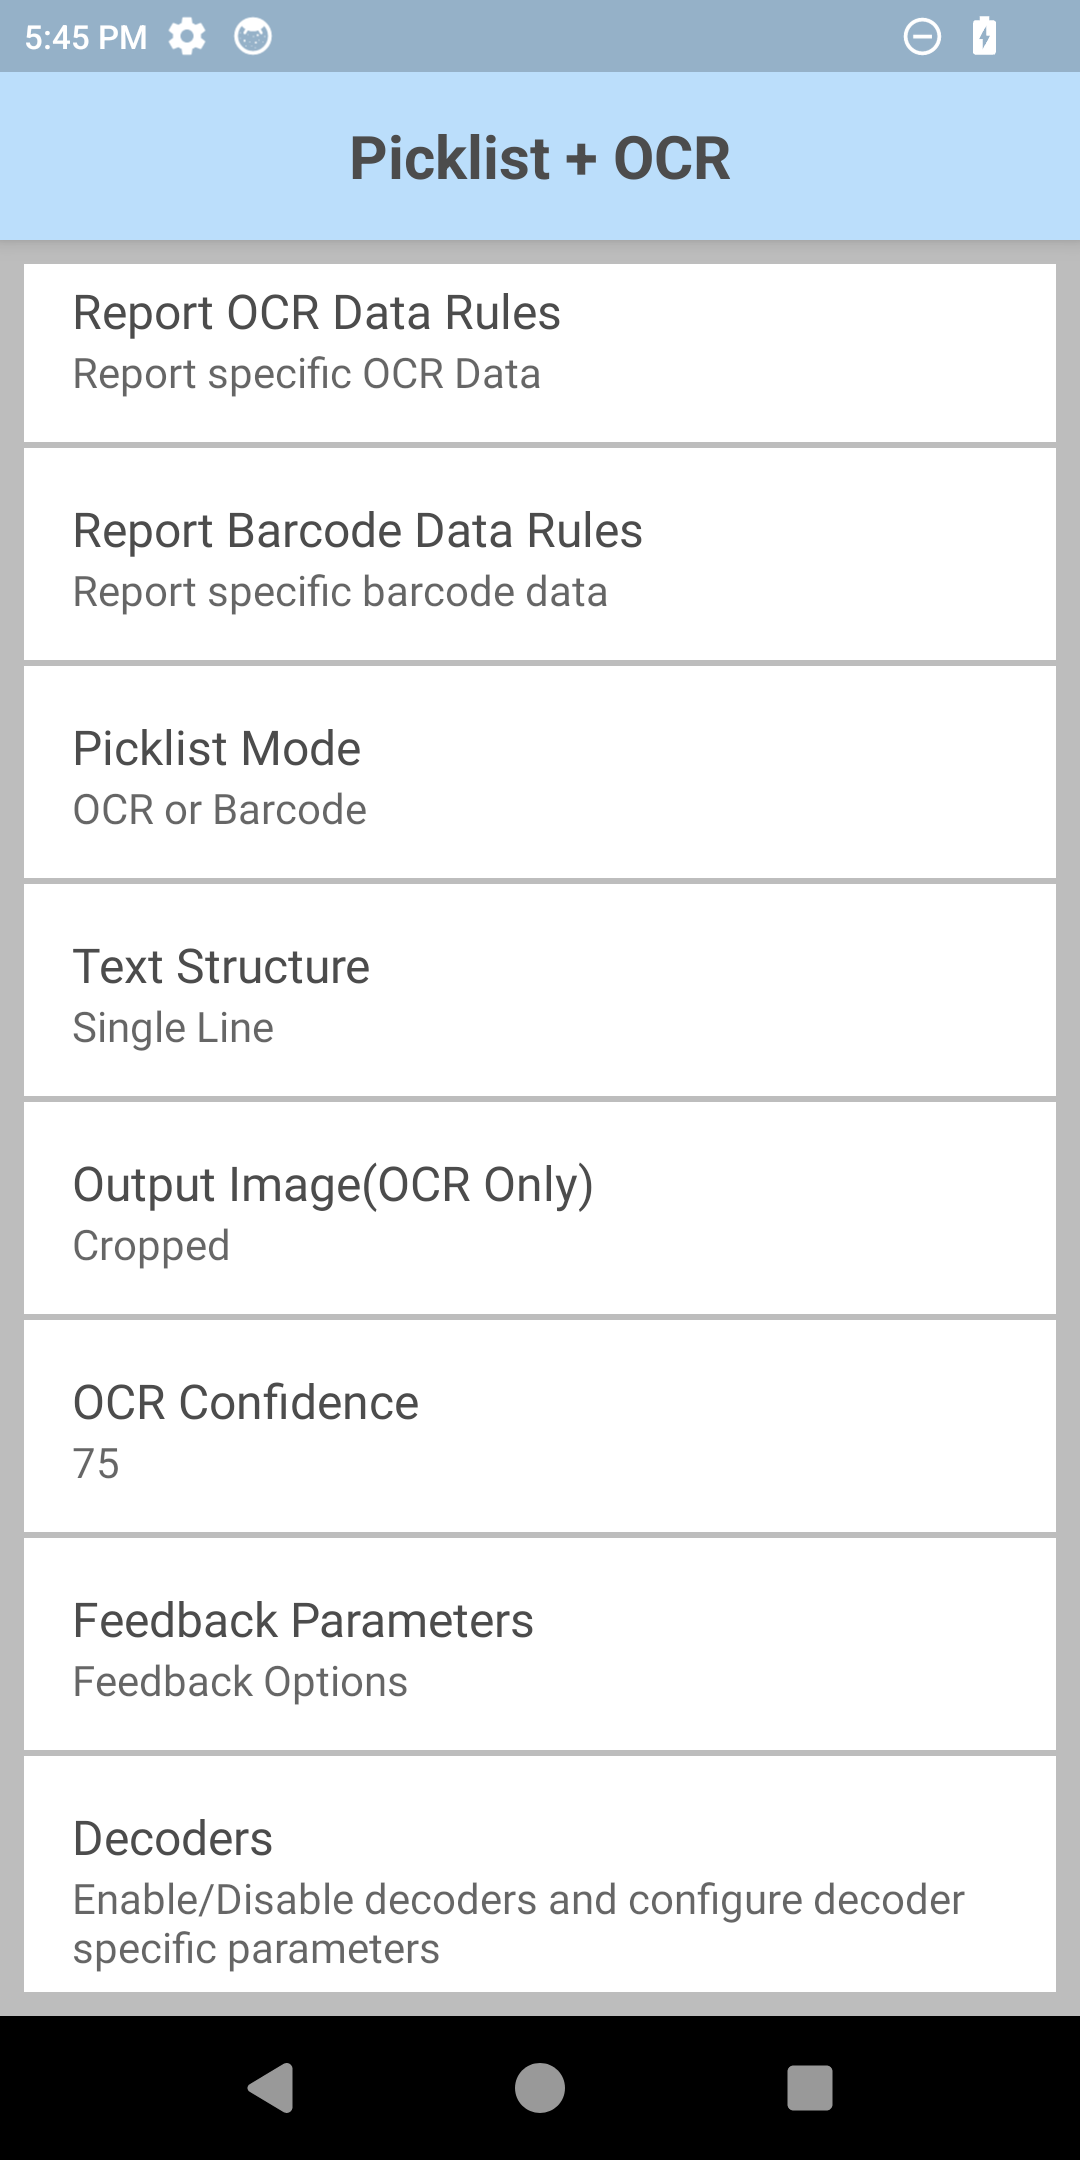 5:45 PM
Picklist + OCR
Report OCR Data Rules
Report specific OCR Data
Report Barcode Data Rules
Report specific barcode data
Picklist Mode
OCR or Barcode
Text Structure
Single Line
Output Image(OCR Only)
Cropped
OCR Confidence
75
Feedback Parameters
Feedback Options
Decoders
Enable/Disable decoders and configure decoder
specific parameters